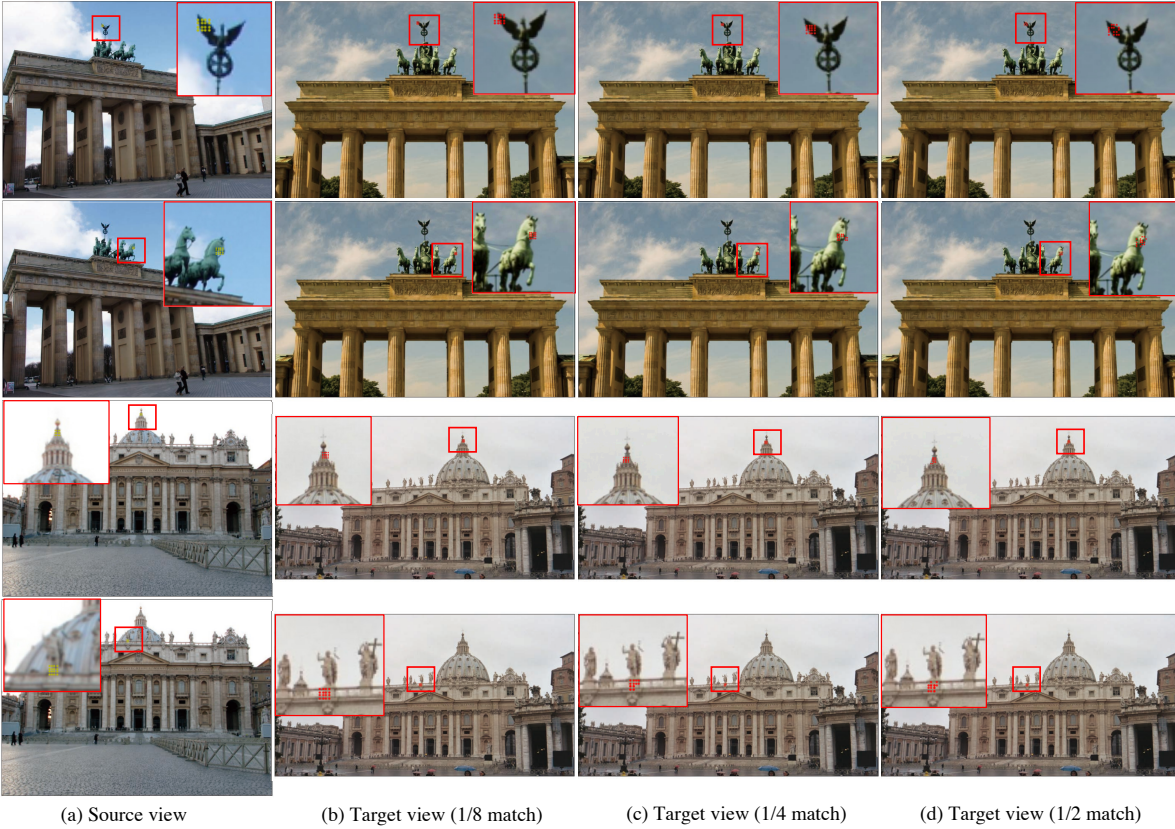 (a) Source view
(b) Target view (1/8 match)
(c) Target view (1/4 match)
(d) Target view (1/2 match)